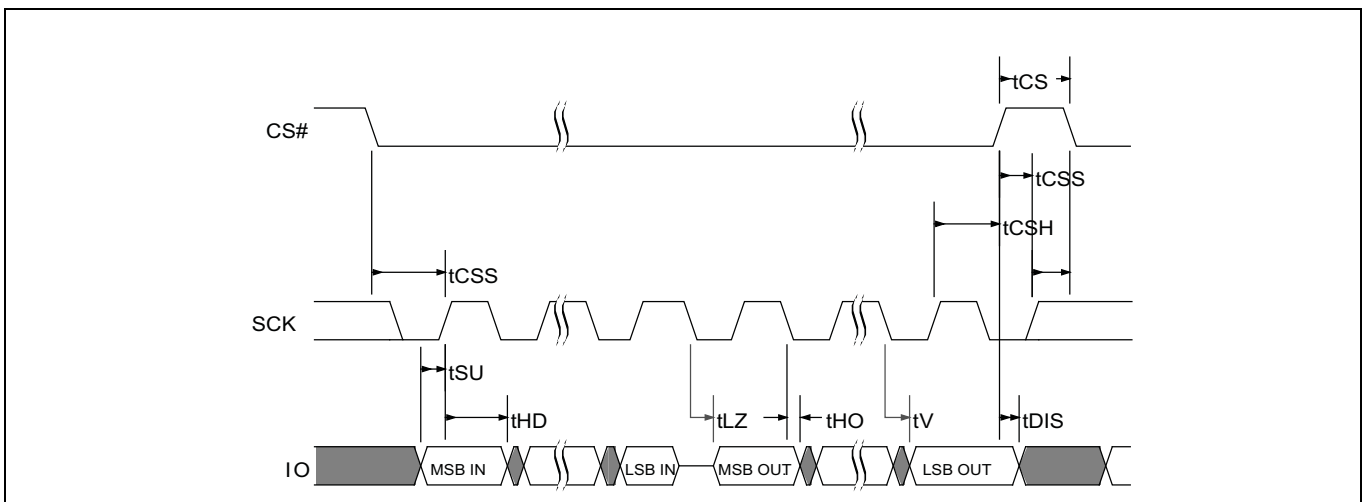 tCS
CS#
tCSS
tCSH
tCSS
SCK
tSU
tHD
tLZ
tHO
tV
tDIS
IO
MSB IN
LSB IN
MSB OUT
LSB OUT